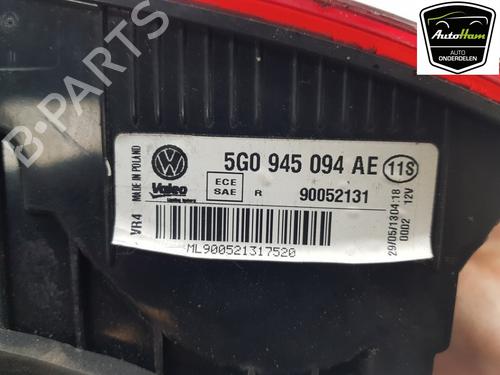 AutoHam
AUTO
ONDERDELEN
B-PARTS
MADE IN POLAND
VW
Valeo
VR4
5G0 945 094 AE
11S
ECE
SAE
R
90052131
ML900521317520
29/05/13 04:18
0002 12V